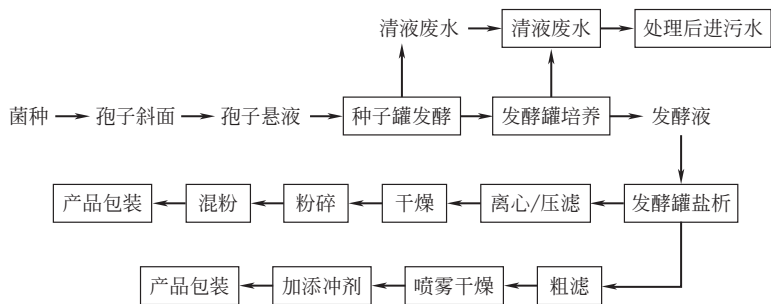 清液废水 清液废水 处理后进污水
菌种 孢子斜面 孢子悬液 种子罐发酵 发酵罐培养 发酵液
产品包装 混粉 粉碎 干燥 离心/压滤 发酵罐盐析
产品包装 加添冲剂 喷雾干燥 粗滤